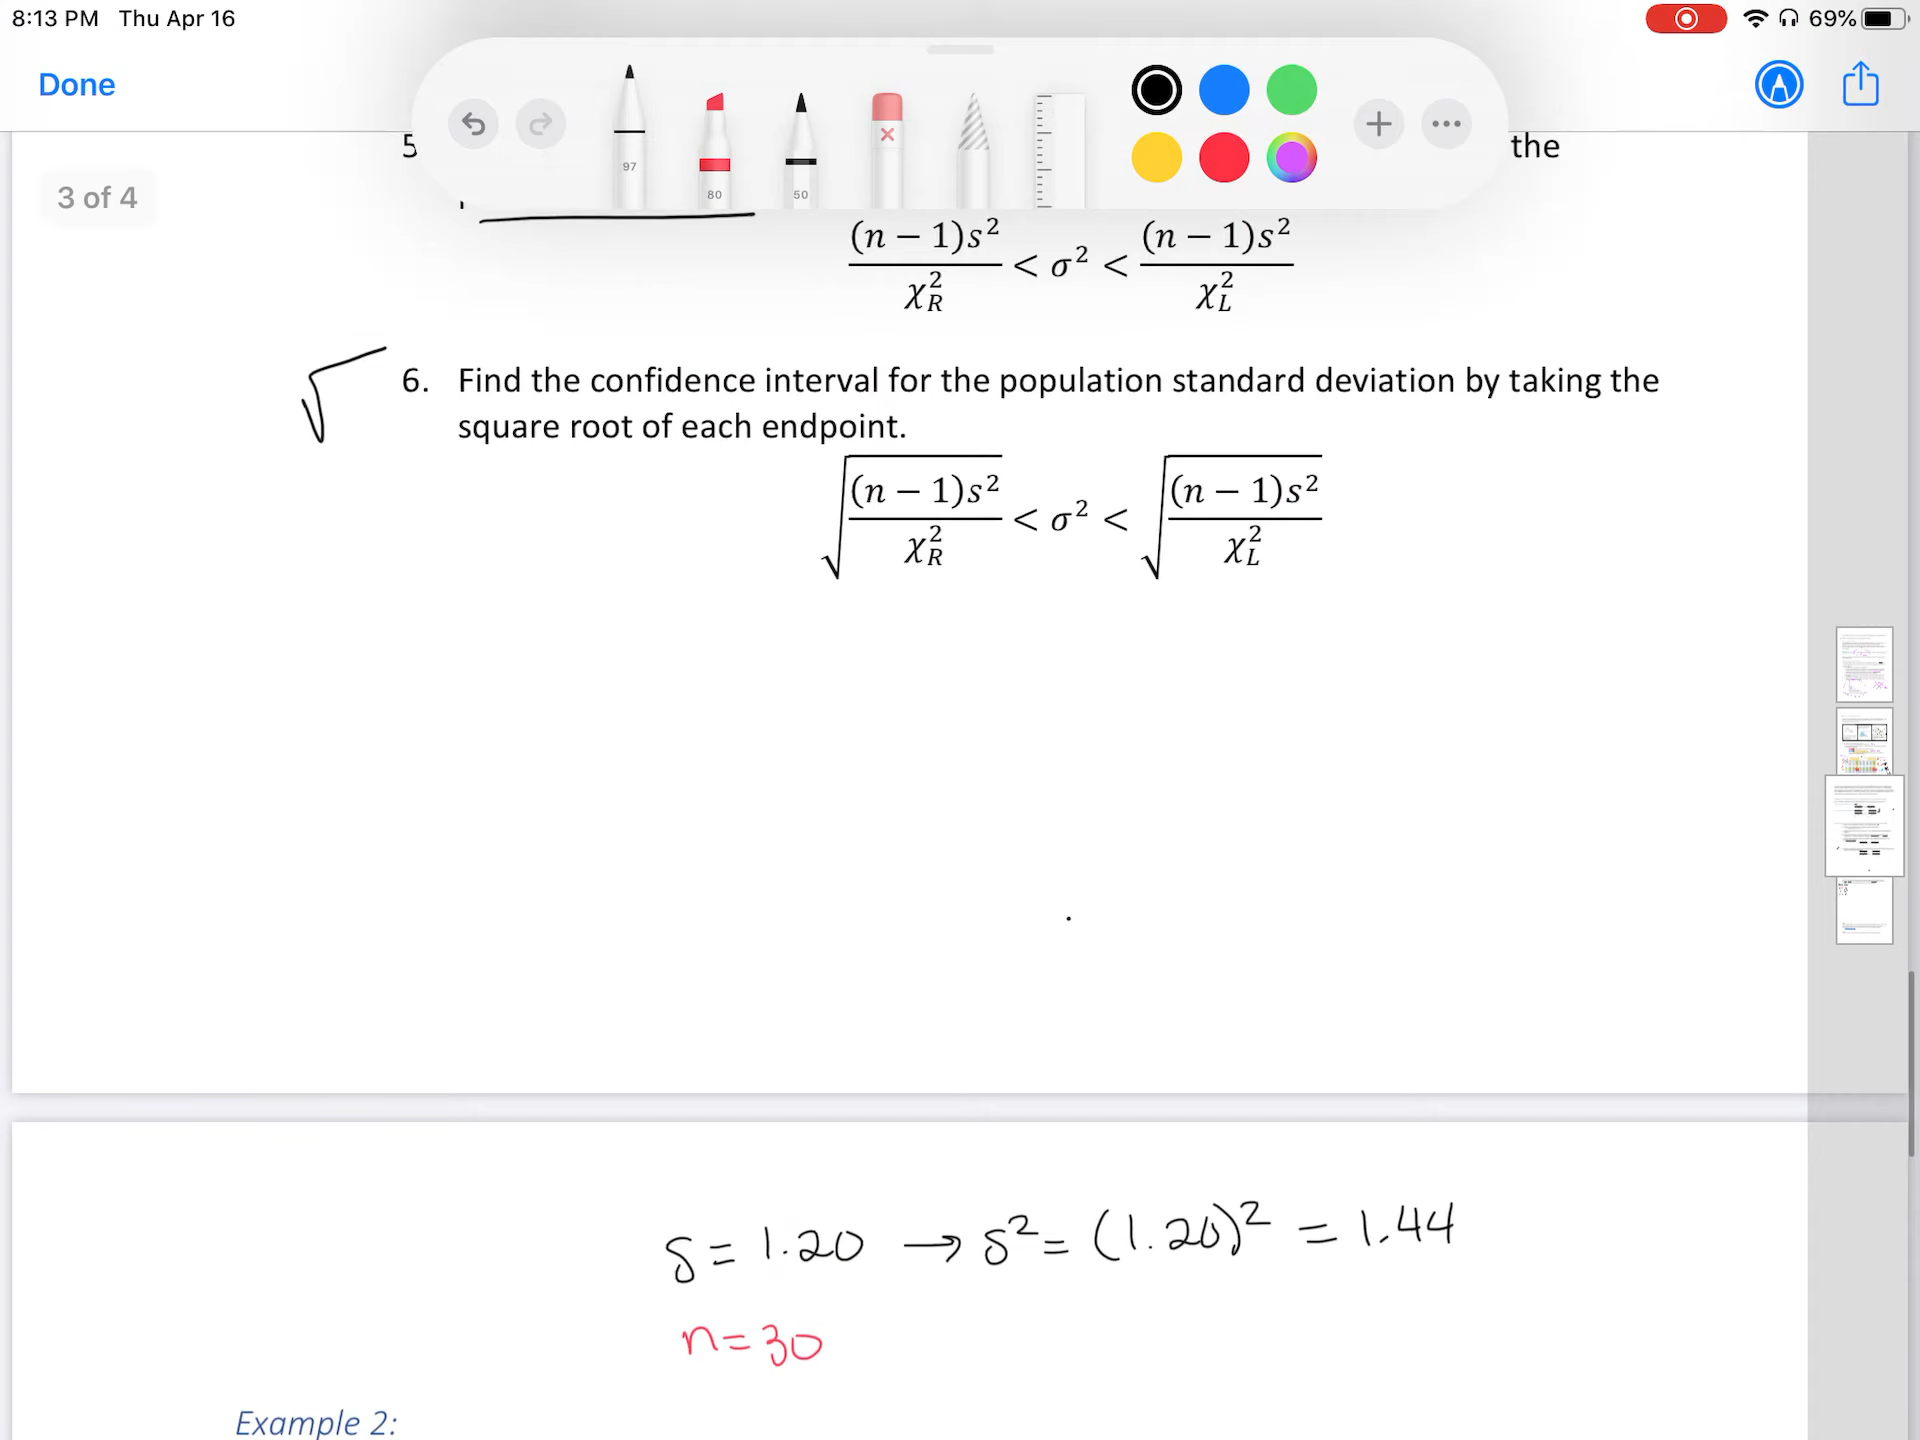 8:13 PM Thu Apr 16 69%
Done
97 80 50
5 the
3 of 4
(n − 1)s² / χ²_R < σ² < (n − 1)s² / χ²_L
6. Find the confidence interval for the population standard deviation by taking the
square root of each endpoint.
√((n − 1)s² / χ²_R) < σ² < √((n − 1)s² / χ²_L)
s = 1.20 → s² = (1.20)² = 1.44
n = 30
Example 2: